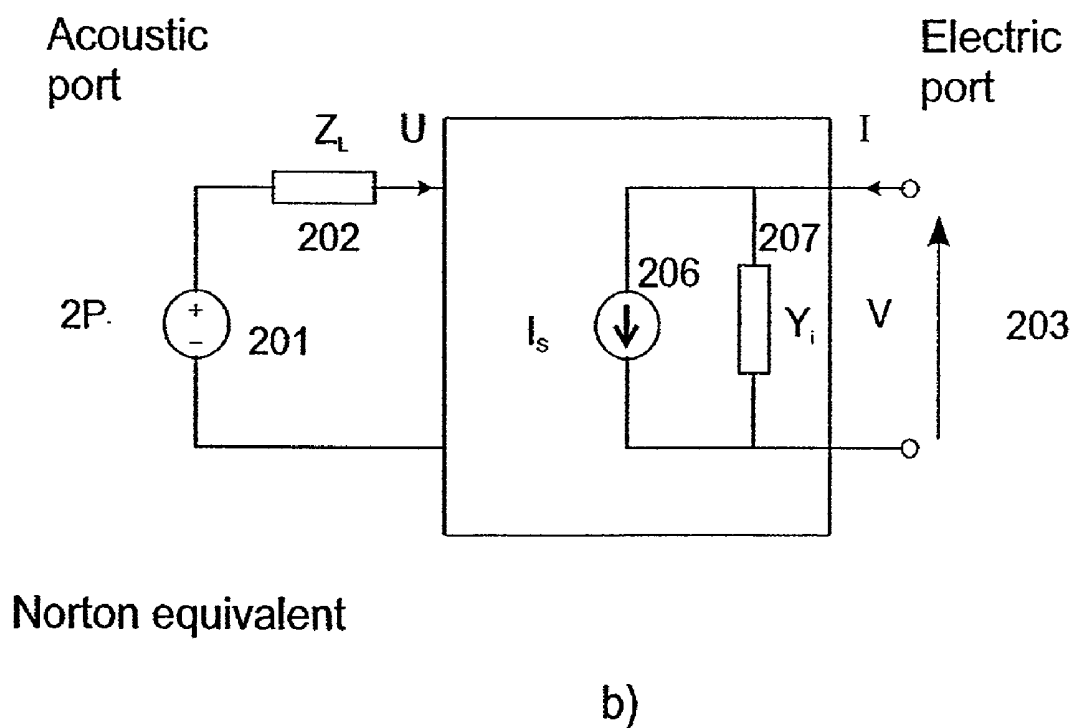 Acoustic
port
Electric
port
Z_L
U
I
202
207
206
2P.
+
−
201
I_s
Y_i
V
203
Norton equivalent
b)